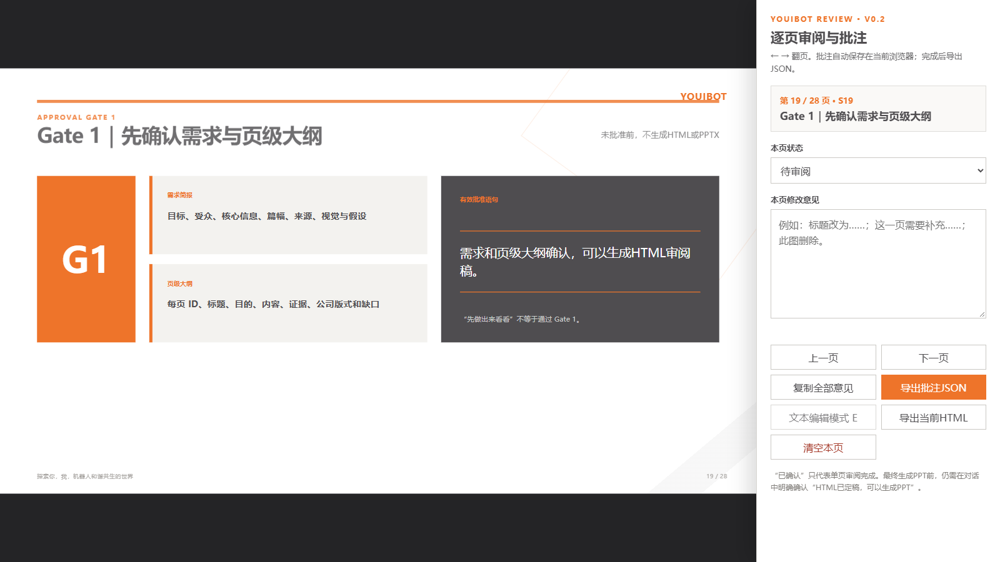 YOUIBOT
APPROVAL GATE 1
Gate 1｜先确认需求与页级大纲
未批准前，不生成HTML或PPTX
G1
需求简报
目标、受众、核心信息、篇幅、来源、视觉与假设
页级大纲
每页 ID、标题、目的、内容、证据、公司版式和缺口
有效批准语句
需求和页级大纲确认，可以生成HTML审阅
稿。
“先做出来看看”不等于通过 Gate 1。
探索你、我、机器人和谐共生的世界
19 / 28
YOUIBOT REVIEW • V0.2
逐页审阅与批注
← → 翻页。批注自动保存在当前浏览器；完成后导出
JSON。
第 19 / 28 页 • S19
Gate 1｜先确认需求与页级大纲
本页状态
待审阅
本页修改意见
例如：标题改为……；这一页需要补充……；
此图删除。
上一页
下一页
复制全部意见
导出批注JSON
文本编辑模式 E
导出当前HTML
清空本页
“已确认”只代表单页审阅完成。最终生成PPT前，仍需在对话
中明确确认“HTML已定稿，可以生成PPT”。